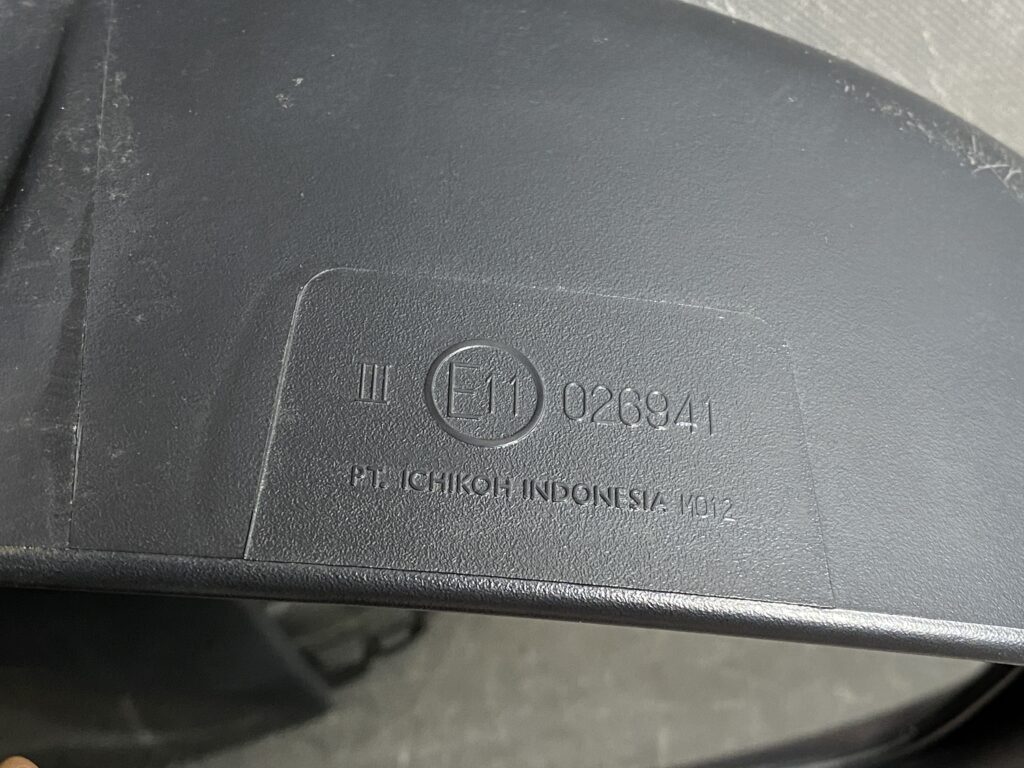 III E11 026941
PT. ICHIKOH INDONESIA M012